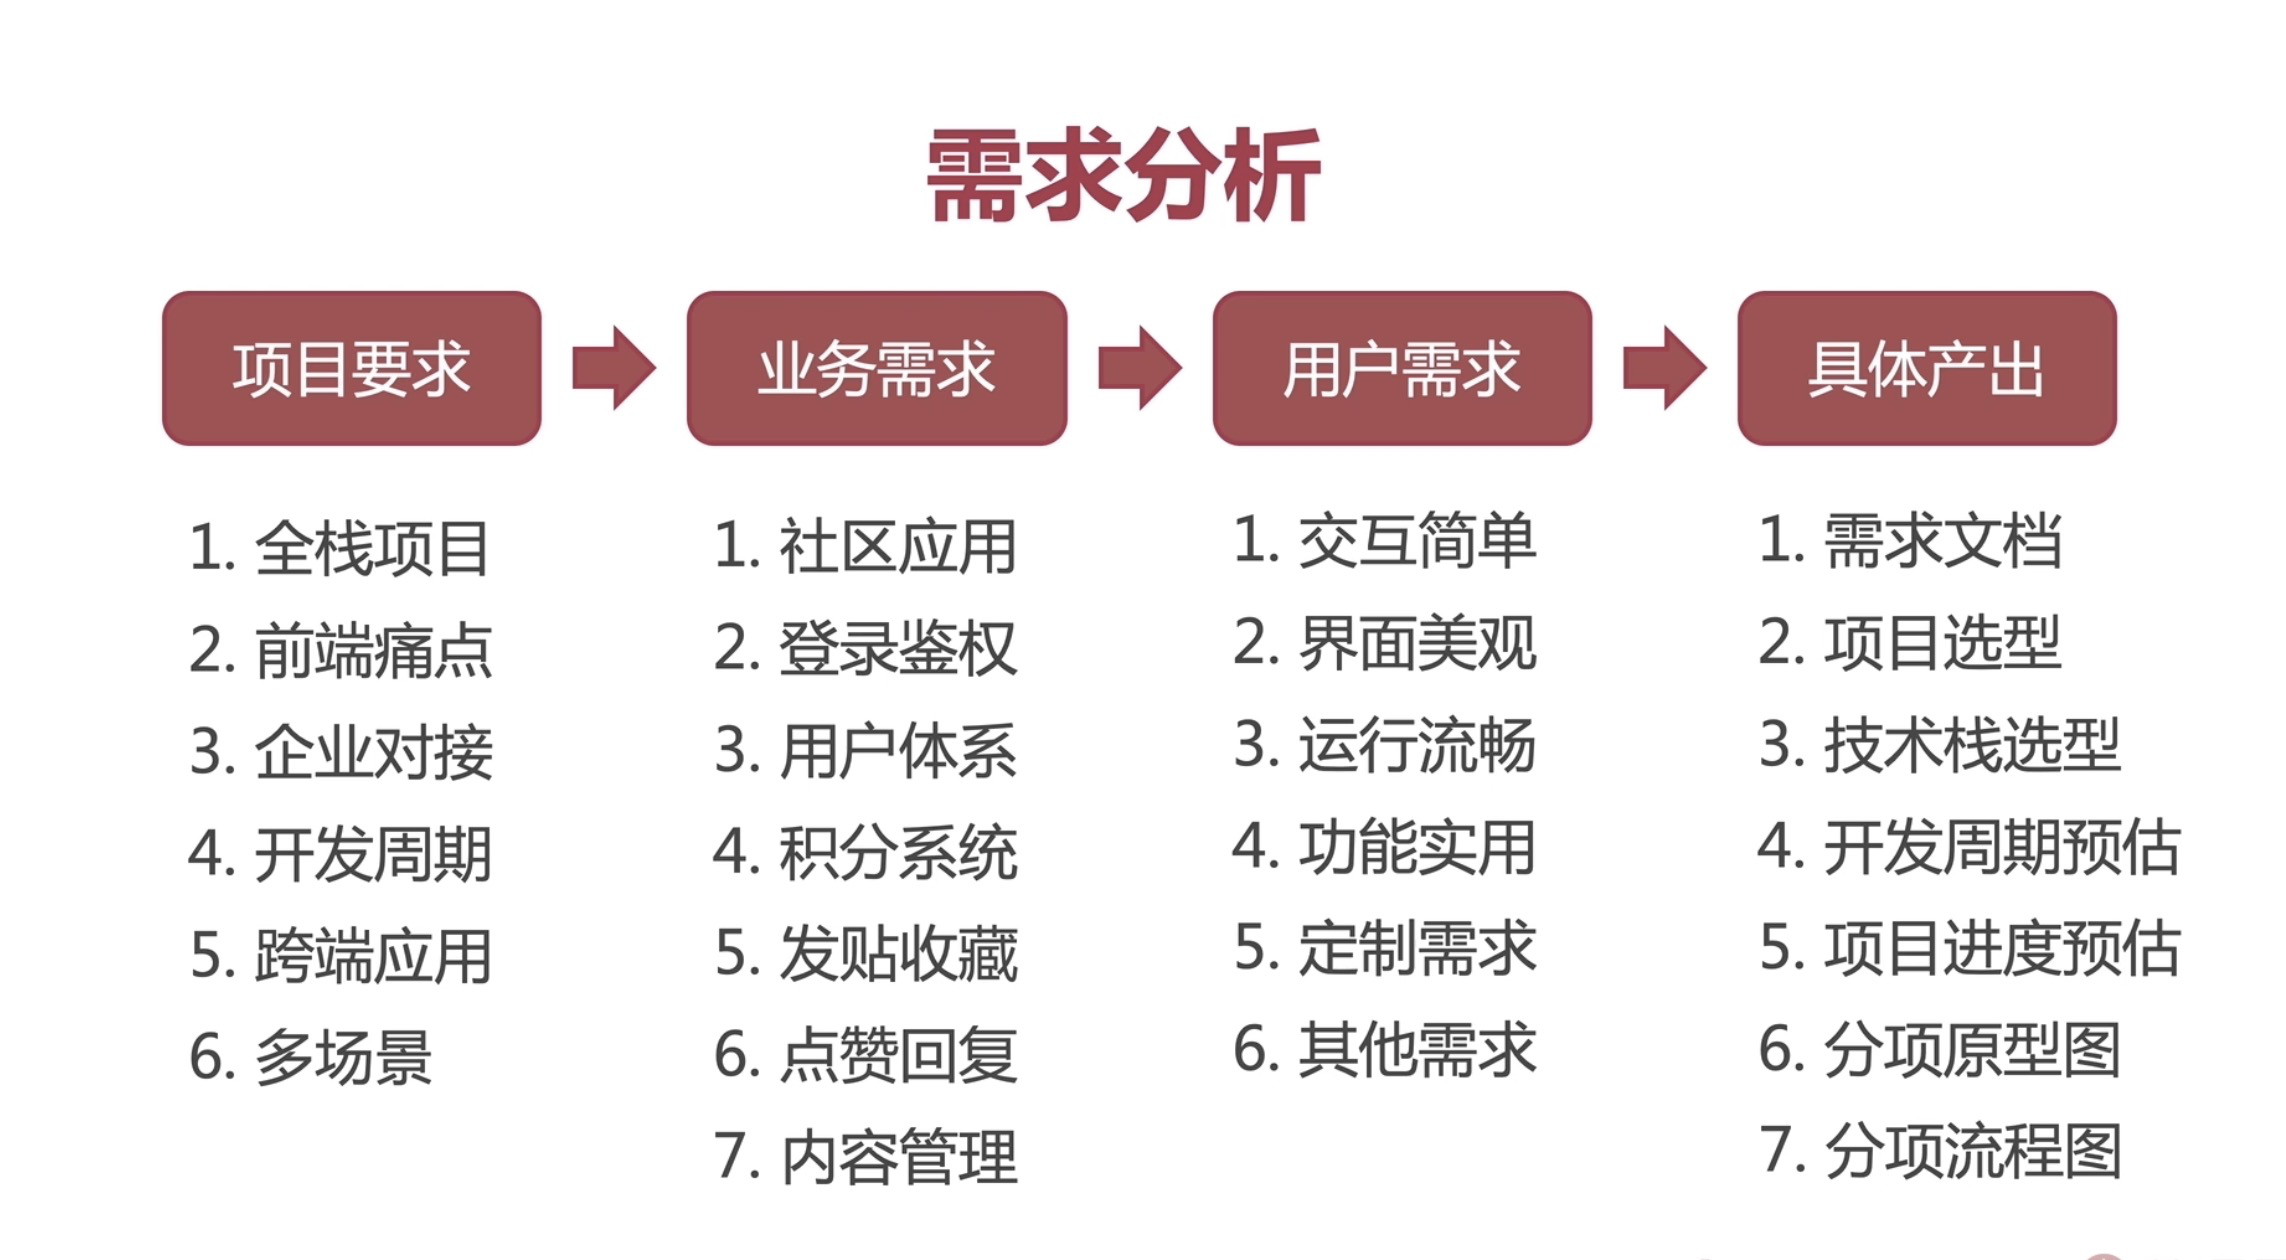 需求分析
项目要求
1. 全栈项目
2. 前端痛点
3. 企业对接
4. 开发周期
5. 跨端应用
6. 多场景
业务需求
1. 社区应用
2. 登录鉴权
3. 用户体系
4. 积分系统
5. 发贴收藏
6. 点赞回复
7. 内容管理
用户需求
1. 交互简单
2. 界面美观
3. 运行流畅
4. 功能实用
5. 定制需求
6. 其他需求
具体产出
1. 需求文档
2. 项目选型
3. 技术栈选型
4. 开发周期预估
5. 项目进度预估
6. 分项原型图
7. 分项流程图